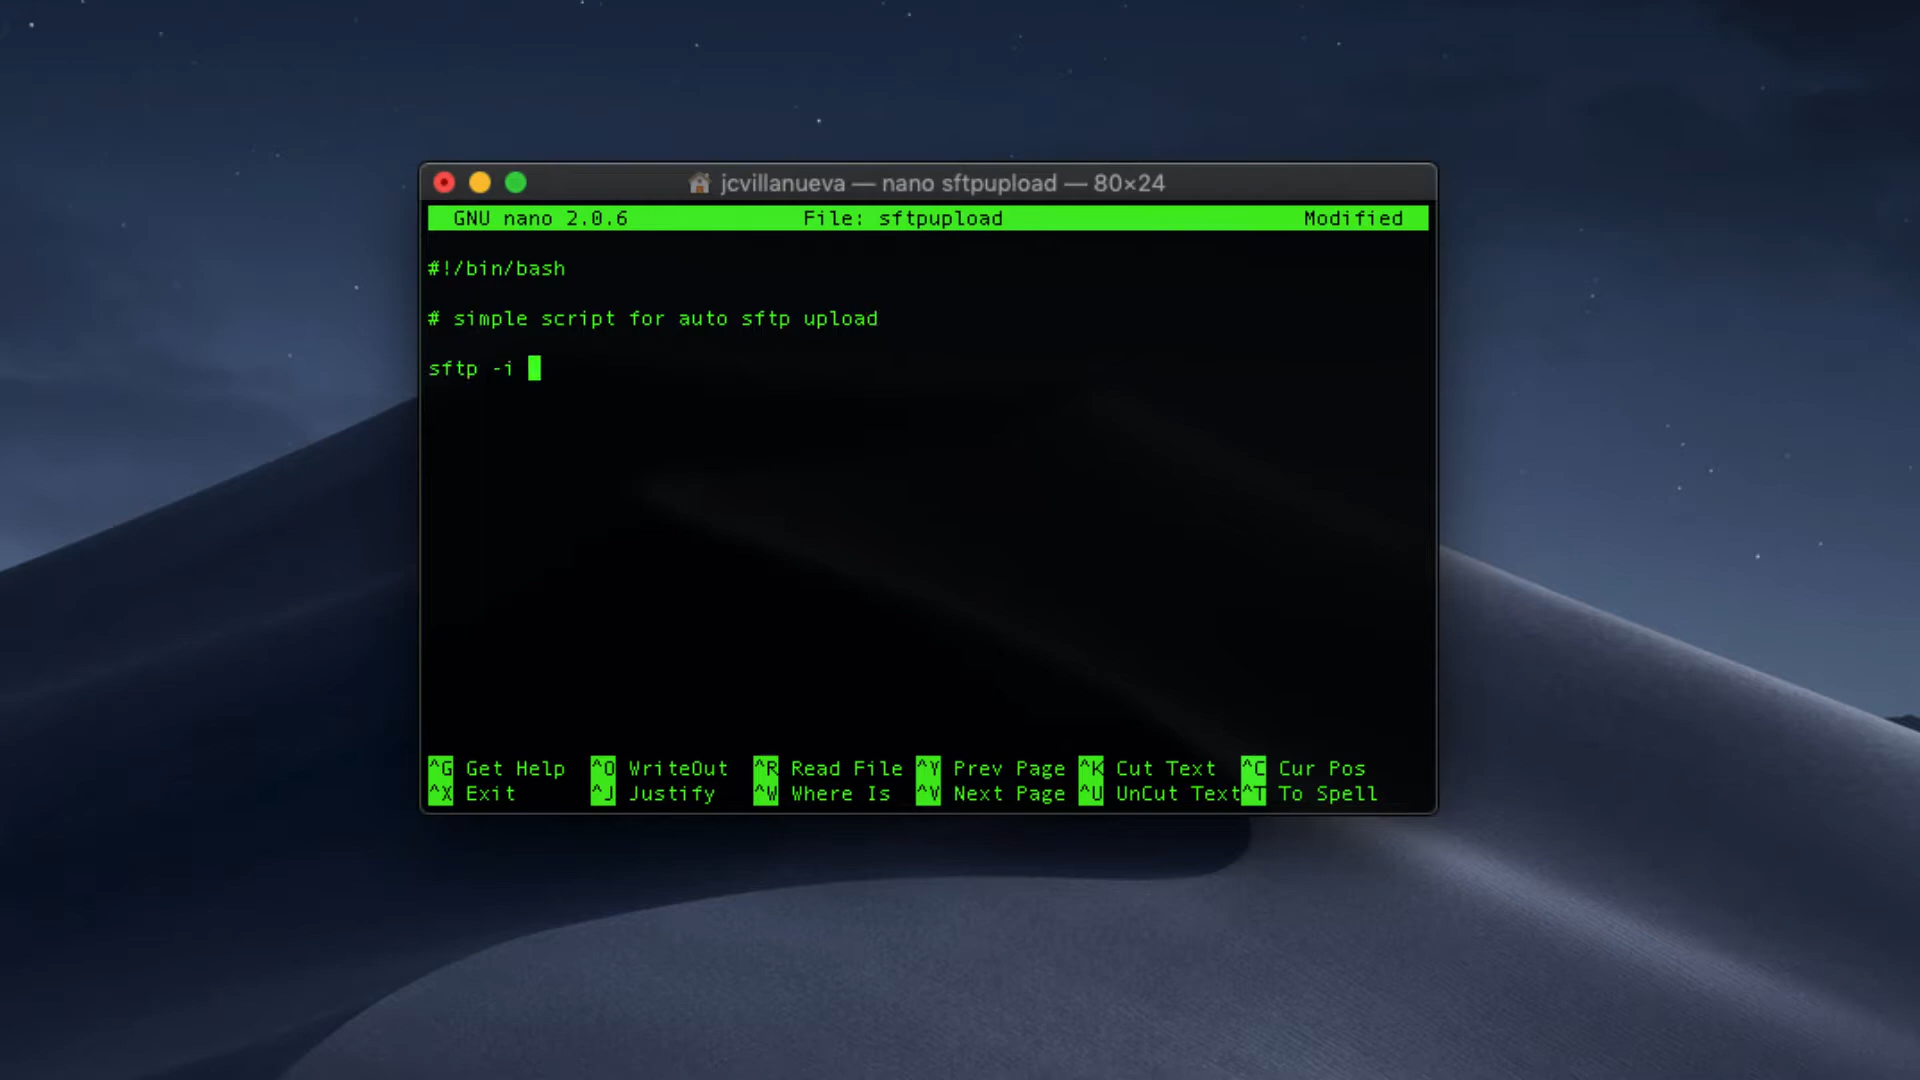 jcvillanueva — nano sftpupload — 80×24
GNU nano 2.0.6 File: sftpupload Modified
#!/bin/bash
# simple script for auto sftp upload
sftp -i
^G Get Help ^O WriteOut ^R Read File ^Y Prev Page ^K Cut Text ^C Cur Pos
^X Exit ^J Justify ^W Where Is ^V Next Page ^U UnCut Text ^T To Spell